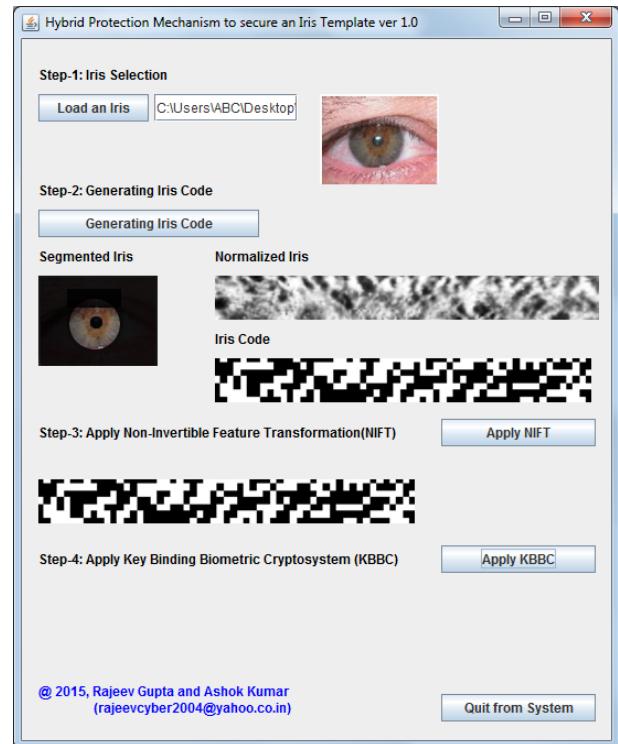 Hybrid Protection Mechanism to secure an Iris Template ver 1.0
Step-1: Iris Selection
Load an Iris C:\Users\ABC\Desktop\
Step-2: Generating Iris Code
Generating Iris Code
Segmented Iris Normalized Iris
Iris Code
Step-3: Apply Non-Invertible Feature Transformation(NIFT) Apply NIFT
Step-4: Apply Key Binding Biometric Cryptosystem (KBBC) Apply KBBC
@ 2015, Rajeev Gupta and Ashok Kumar
(rajeevcyber2004@yahoo.co.in) Quit from System